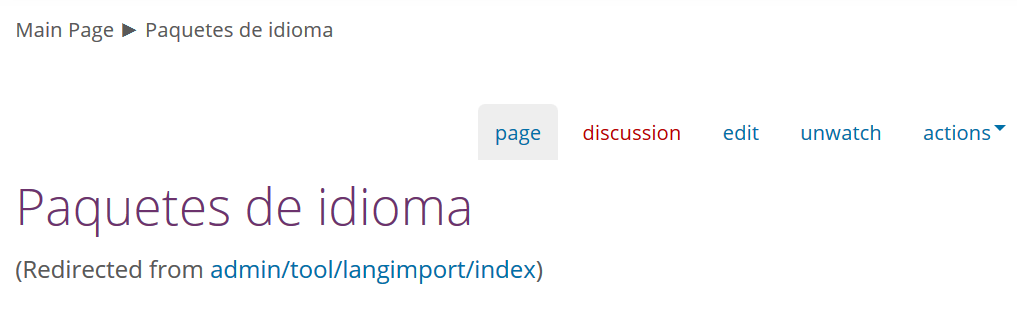 Main Page ► Paquetes de idioma
page discussion edit unwatch actions
Paquetes de idioma
(Redirected from admin/tool/langimport/index)